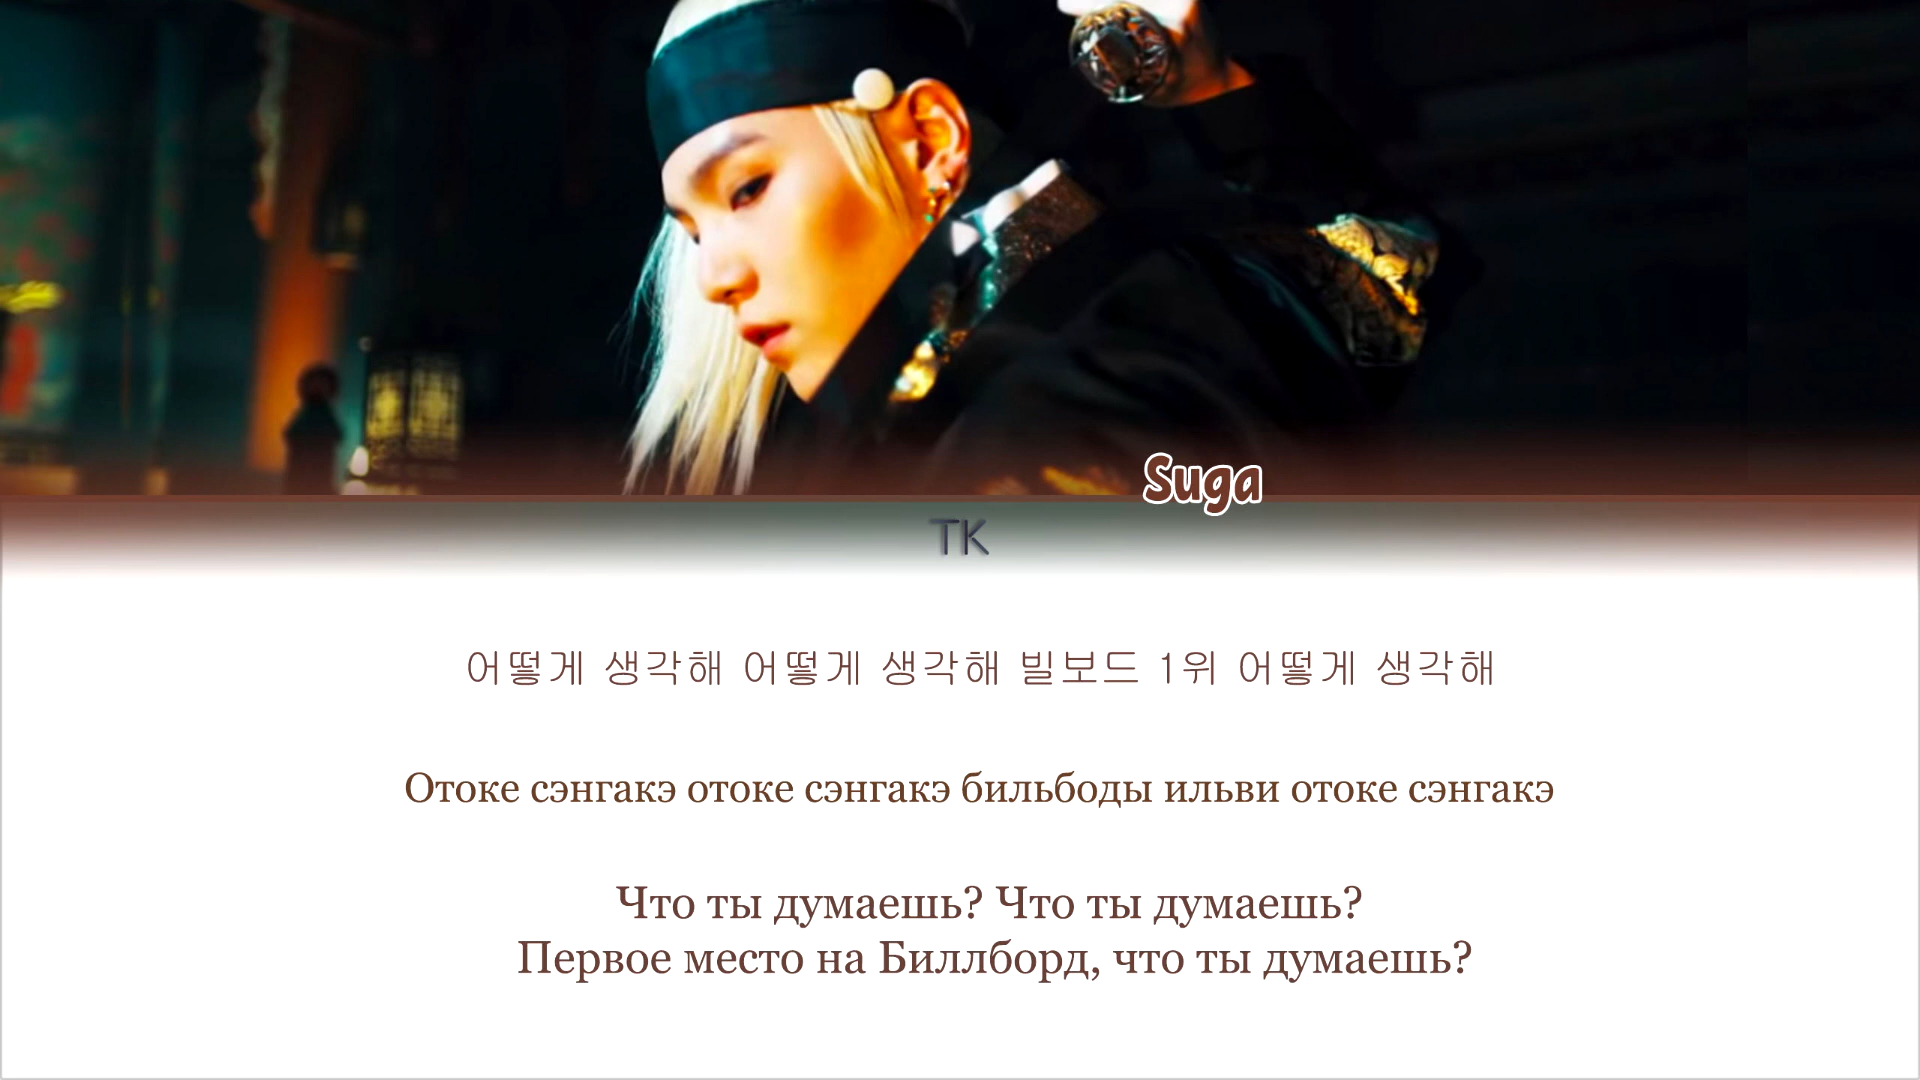 Suga
TK
어떻게 생각해 어떻게 생각해 빌보드 1위 어떻게 생각해
Отоке сэнгакэ отоке сэнгакэ бильбоды ильви отоке сэнгакэ
Что ты думаешь? Что ты думаешь?
Первое место на Биллборд, что ты думаешь?